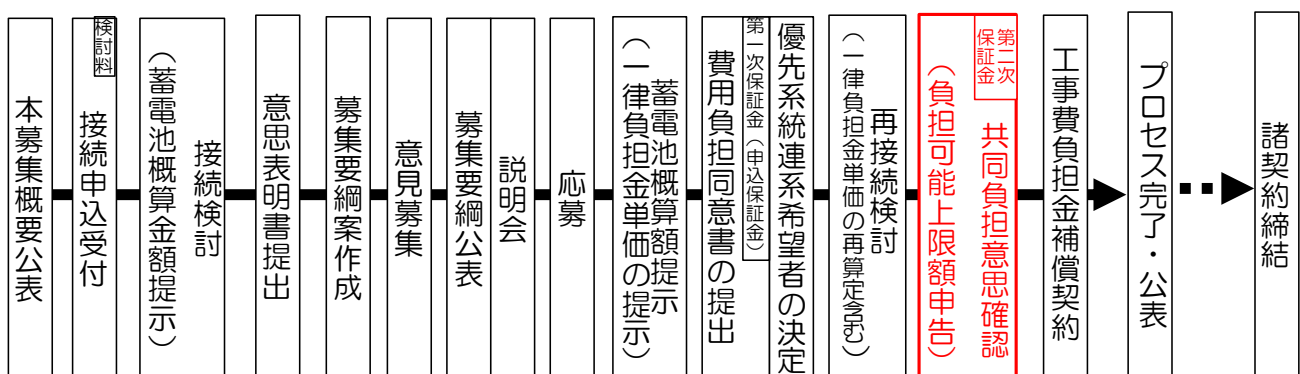 本募集概要公表
検討料
接続申込受付
接続検討
（蓄電池概算金額提示）
意思表明書提出
募集要綱案作成
意見募集
募集要綱公表
説明会
応募
蓄電池概算額提示
（一律負担金単価の提示）
費用負担同意書の提出
第一次保証金（申込保証金）
優先系統連系希望者の決定
再接続検討
（一律負担金単価の再算定含む）
第二次
保証金
共同負担意思確認
（負担可能上限額申告）
工事費負担金補償契約
プロセス完了・公表
諸契約締結